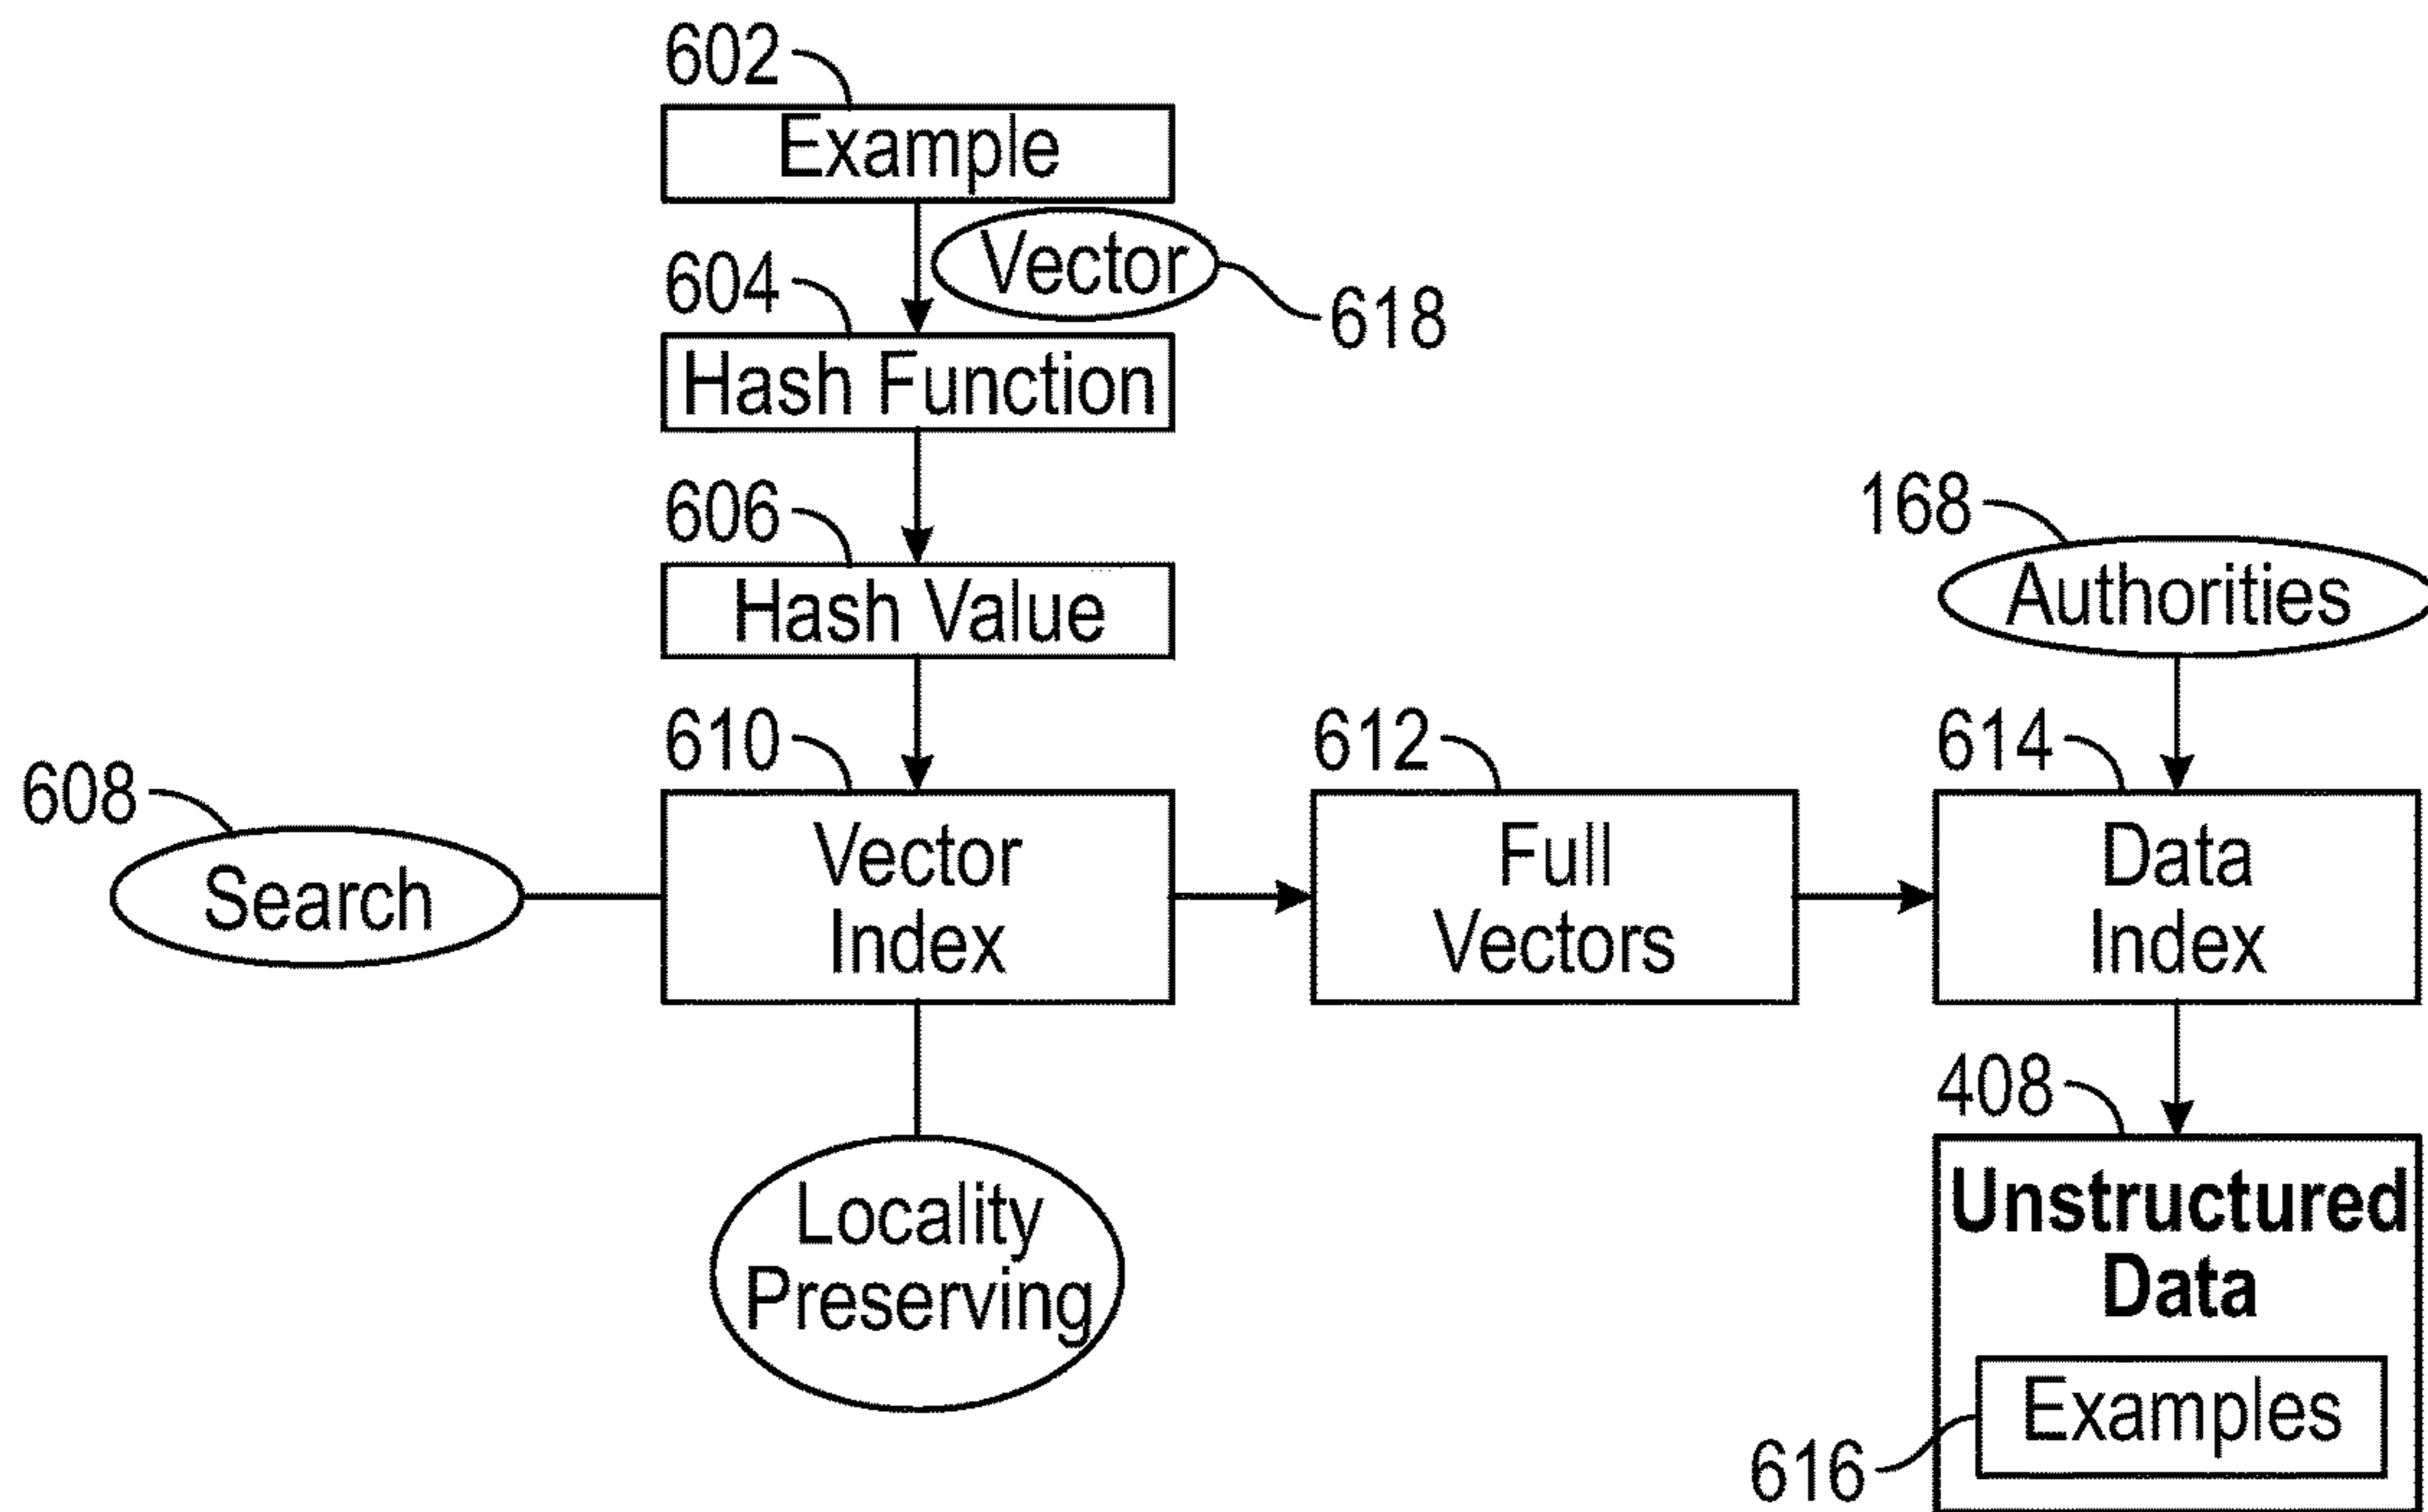 602
Example
Vector
604
618
Hash Function
606
Hash Value
168
Authorities
610
612
614
608
Search
Vector
Index
Full
Vectors
Data
Index
408
Locality
Preserving
Unstructured
Data
Examples
616